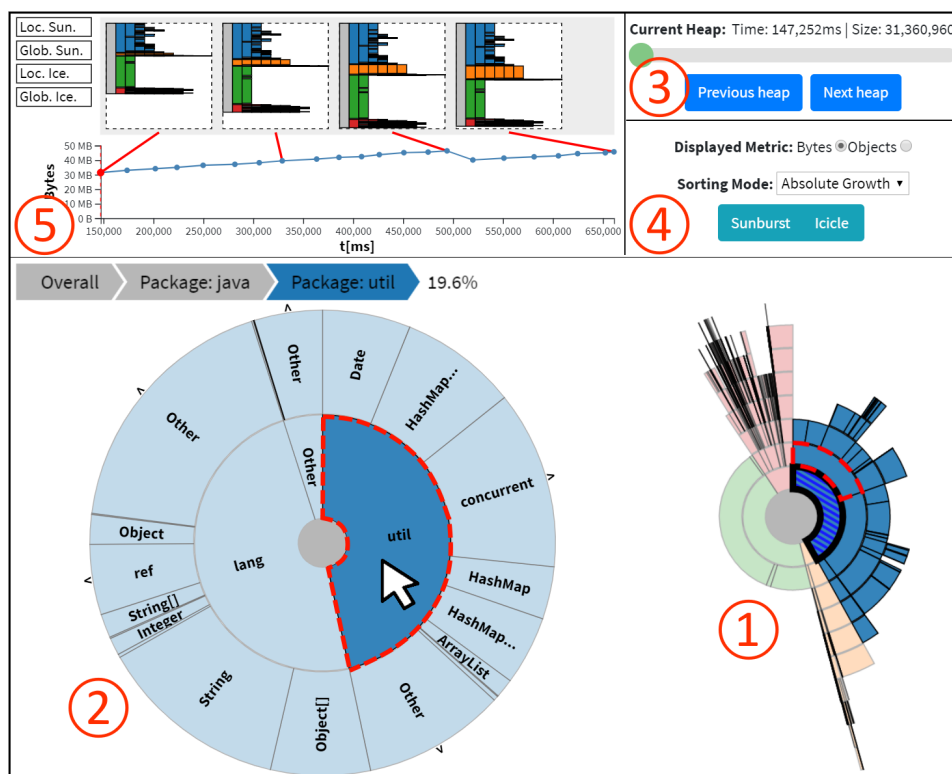 Loc. Sun.
Glob. Sun.
Loc. Ice.
Glob. Ice.
Current Heap: Time: 147,252ms | Size: 31,360,960
3
Previous heap
Next heap
50 MB
40 MB
30 MB
20 MB
10 MB
0 B
Bytes
150,000
200,000
250,000
300,000
350,000
400,000
450,000
500,000
550,000
600,000
650,000
t[ms]
5
Displayed Metric: Bytes Objects
Sorting Mode: Absolute Growth ▾
4
Sunburst Icicle
Overall
Package: java
Package: util
19.6%
Other
Date
HashMap...
concurrent
HashMap
HashMap...
ArrayList
Other
Object[]
String
Integer
String[]
ref
Object
Other
Other
util
lang
1
2